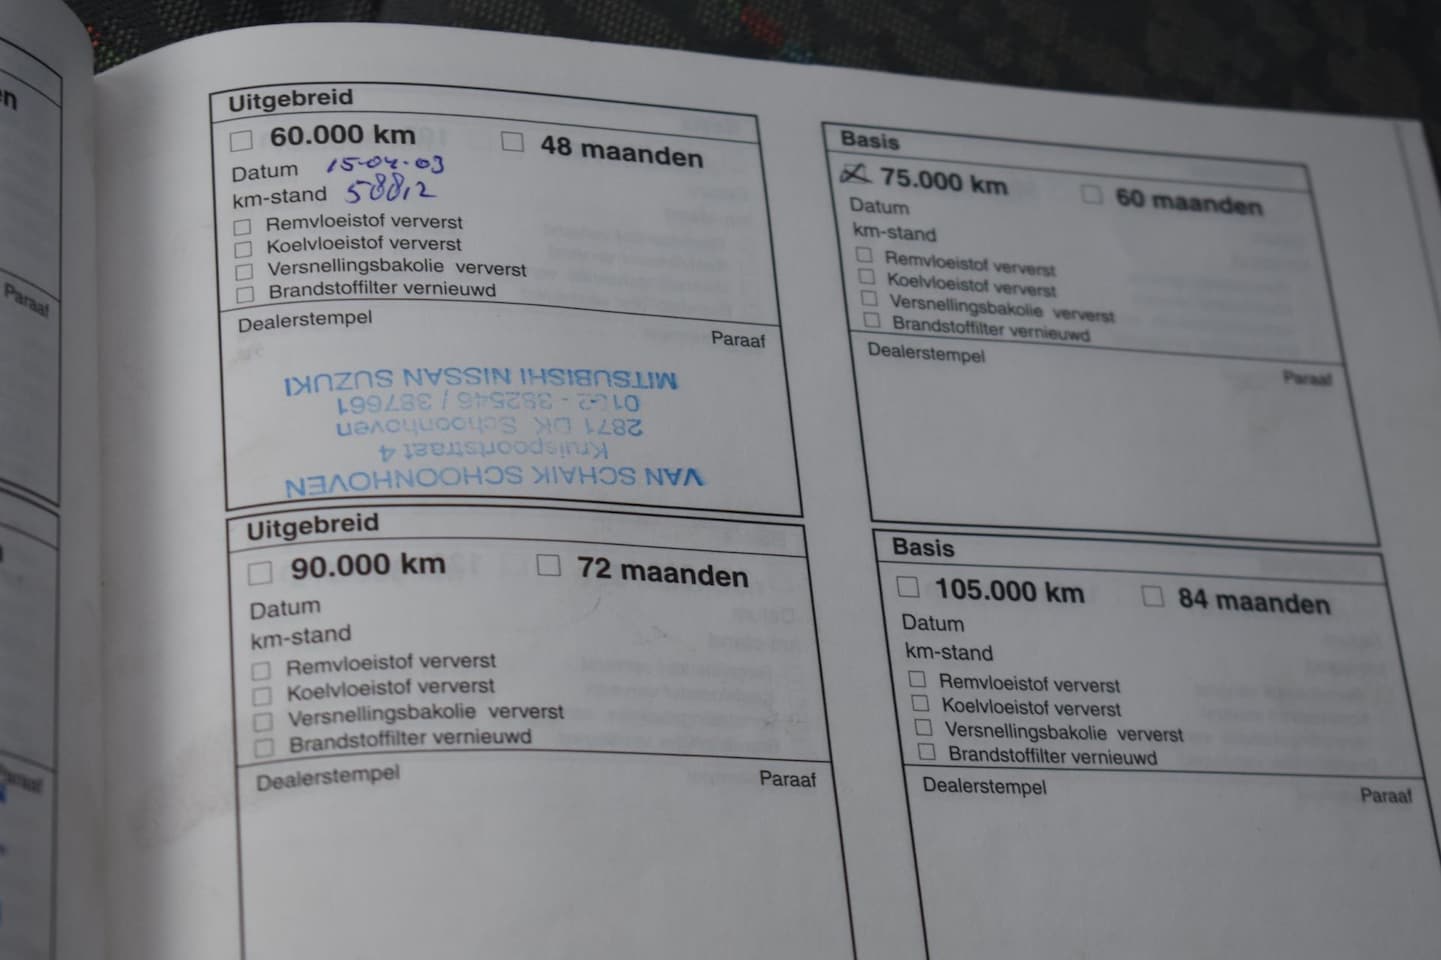 Uitgebreid
60.000 km 48 maanden
Datum 15-04-03
km-stand 58812
Remvloeistof ververst
Koelvloeistof ververst
Versnellingsbakolie ververst
Brandstoffilter vernieuwd
Dealerstempel
Paraaf
VAN SCHAIK SCHOONHOVEN
Kruispoortstraat 4
2871 DK Schoonhoven
0182 - 382546 / 387661
MITSUBISHI NISSAN SUZUKI
Basis
75.000 km 60 maanden
Datum
km-stand
Remvloeistof ververst
Koelvloeistof ververst
Versnellingsbakolie ververst
Brandstoffilter vernieuwd
Dealerstempel
Paraaf
Uitgebreid
90.000 km 72 maanden
Datum
km-stand
Remvloeistof ververst
Koelvloeistof ververst
Versnellingsbakolie ververst
Brandstoffilter vernieuwd
Dealerstempel
Paraaf
Basis
105.000 km 84 maanden
Datum
km-stand
Remvloeistof ververst
Koelvloeistof ververst
Versnellingsbakolie ververst
Brandstoffilter vernieuwd
Dealerstempel
Paraaf
Paraaf